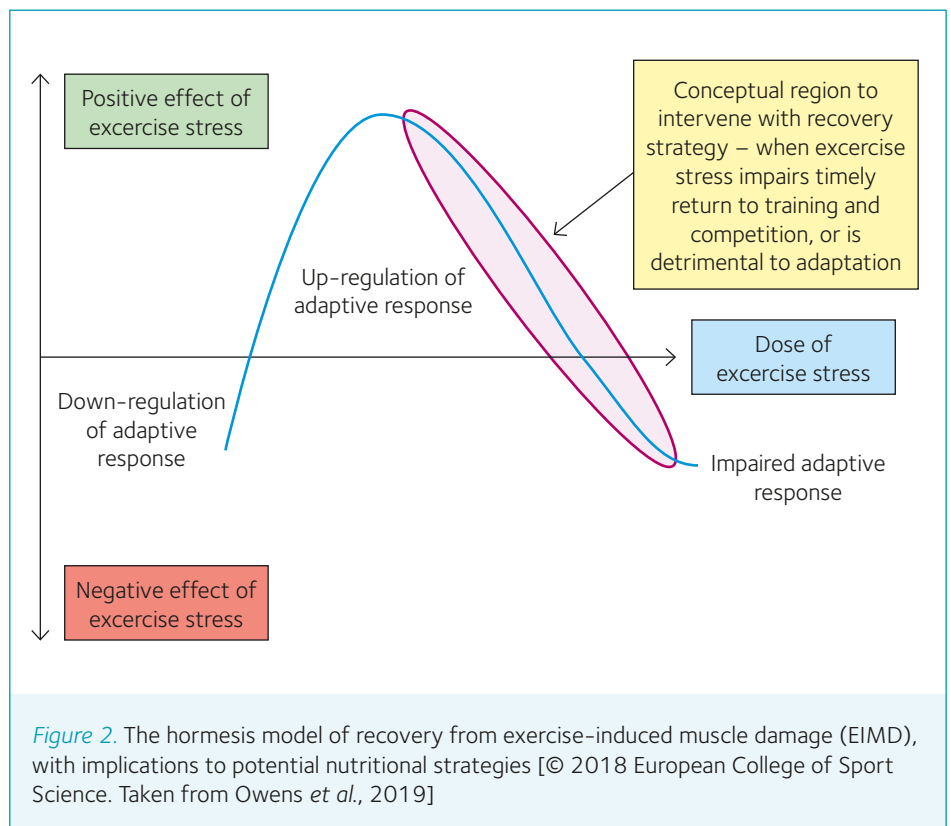 Positive effect of
excercise stress
Conceptual region to
intervene with recovery
strategy – when excercise
stress impairs timely
return to training and
competition, or is
detrimental to adaptation
Up-regulation of
adaptive response
Dose of
excercise stress
Down-regulation
of adaptive
response
Impaired adaptive
response
Negative effect of
excercise stress
Figure 2. The hormesis model of recovery from exercise-induced muscle damage (EIMD),
with implications to potential nutritional strategies [© 2018 European College of Sport
Science. Taken from Owens et al., 2019]